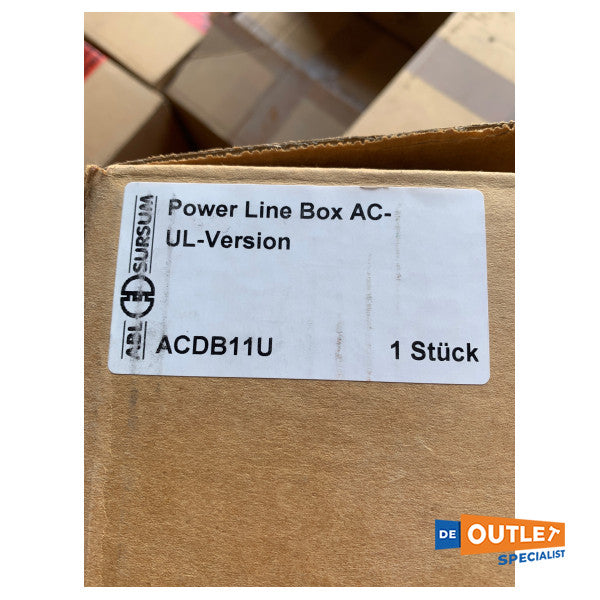 Power Line Box AC-
UL-Version
ABL SURSUM
ACDB11U 1 Stück
DE OUTLET
SPECIALIST